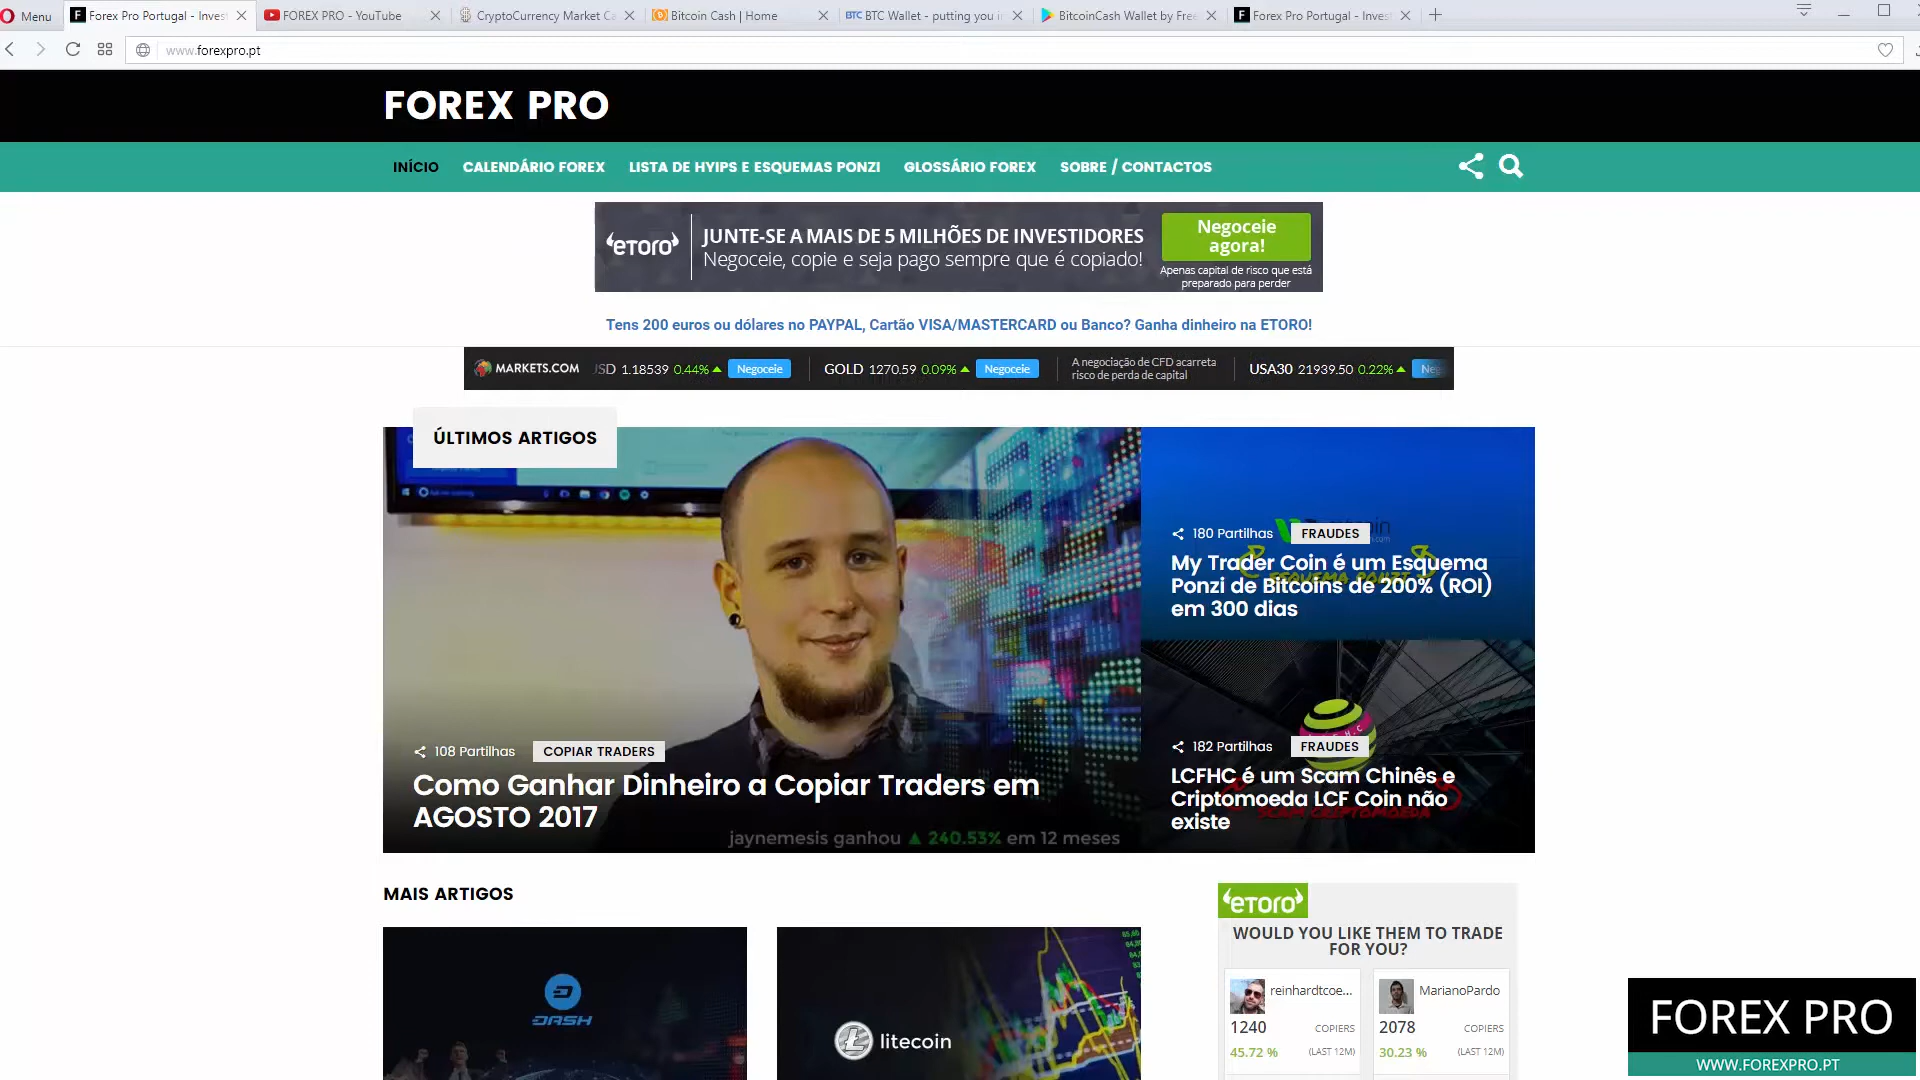 Menu
Forex Pro Portugal - Invest
FOREX PRO - YouTube
CryptoCurrency Market Ca
Bitcoin Cash | Home
BTC Wallet - putting you i
BitcoinCash Wallet by Free
Forex Pro Portugal - Invest
www.forexpro.pt
FOREX PRO
INÍCIO
CALENDÁRIO FOREX
LISTA DE HYIPS E ESQUEMAS PONZI
GLOSSÁRIO FOREX
SOBRE / CONTACTOS
eToro
JUNTE-SE A MAIS DE 5 MILHÕES DE INVESTIDORES
Negoceie, copie e seja pago sempre que é copiado!
Negoceie
agora!
Apenas capital de risco que está
preparado para perder
Tens 200 euros ou dólares no PAYPAL, Cartão VISA/MASTERCARD ou Banco? Ganha dinheiro na ETORO!
MARKETS.COM
USD 1.18539 0.44% Negoceie
GOLD 1270.59 0.09% Negoceie
A negociação de CFD acarreta
risco de perda de capital
USA30 21939.50 0.22% Neg
ÚLTIMOS ARTIGOS
108 Partilhas COPIAR TRADERS
Como Ganhar Dinheiro a Copiar Traders em
AGOSTO 2017
jaynemesis ganhou ▲ 240.53% em 12 meses
180 Partilhas FRAUDES
My Trader Coin é um Esquema
Ponzi de Bitcoins de 200% (ROI)
em 300 dias
ESQUEMA PONZI
182 Partilhas FRAUDES
LCFHC é um Scam Chinês e
Criptomoeda LCF Coin não
existe
SCAM CRIPTOMOEDA
MAIS ARTIGOS
DASH
litecoin
eToro
WOULD YOU LIKE THEM TO TRADE
FOR YOU?
reinhardtcoe...
1240 COPIERS
45.72 % (LAST 12M)
MarianoPardo
2078 COPIERS
30.23 % (LAST 12M)
FOREX PRO
WWW.FOREXPRO.PT